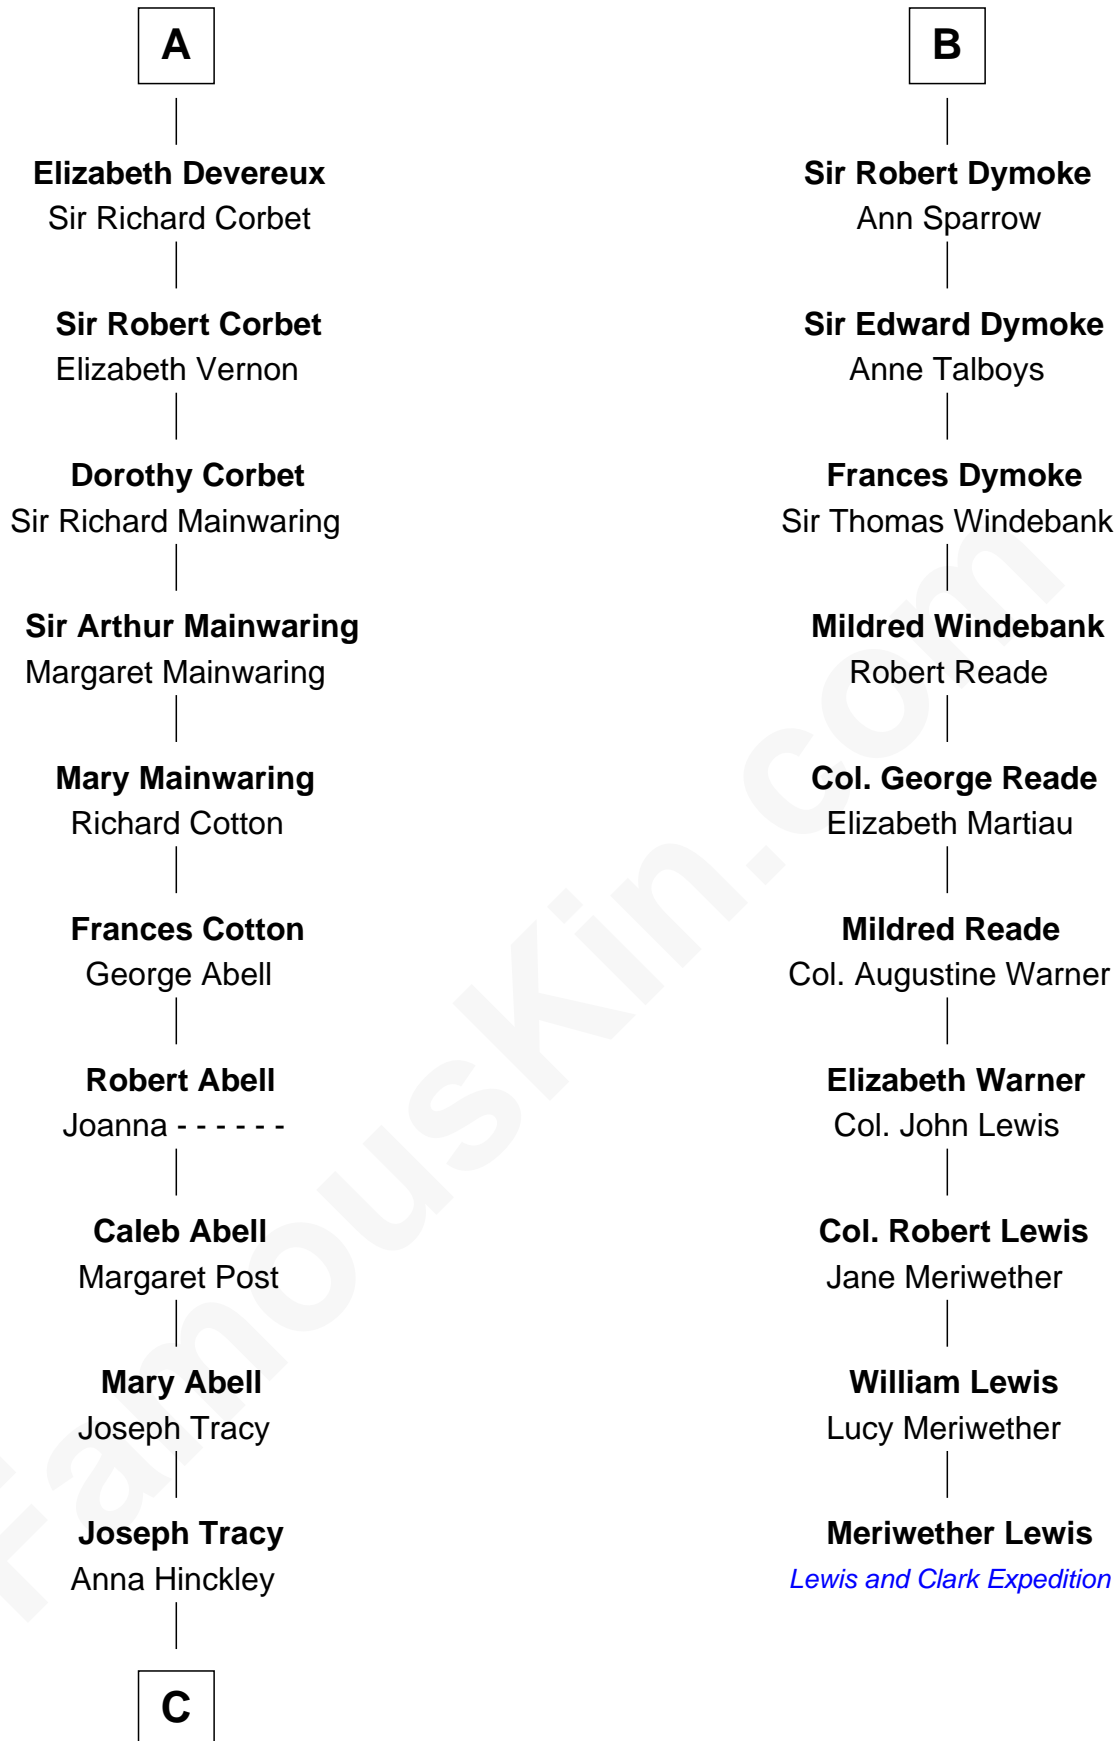 A
Elizabeth Devereux
Sir Richard Corbet
Sir Robert Corbet
Elizabeth Vernon
Dorothy Corbet
Sir Richard Mainwaring
Sir Arthur Mainwaring
Margaret Mainwaring
Mary Mainwaring
Richard Cotton
Frances Cotton
George Abell
Robert Abell
Joanna - - - - - -
Caleb Abell
Margaret Post
Mary Abell
Joseph Tracy
Joseph Tracy
Anna Hinckley
C
B
Sir Robert Dymoke
Ann Sparrow
Sir Edward Dymoke
Anne Talboys
Frances Dymoke
Sir Thomas Windebank
Mildred Windebank
Robert Reade
Col. George Reade
Elizabeth Martiau
Mildred Reade
Col. Augustine Warner
Elizabeth Warner
Col. John Lewis
Col. Robert Lewis
Jane Meriwether
William Lewis
Lucy Meriwether
Meriwether Lewis
Lewis and Clark Expedition
FamousKin.com